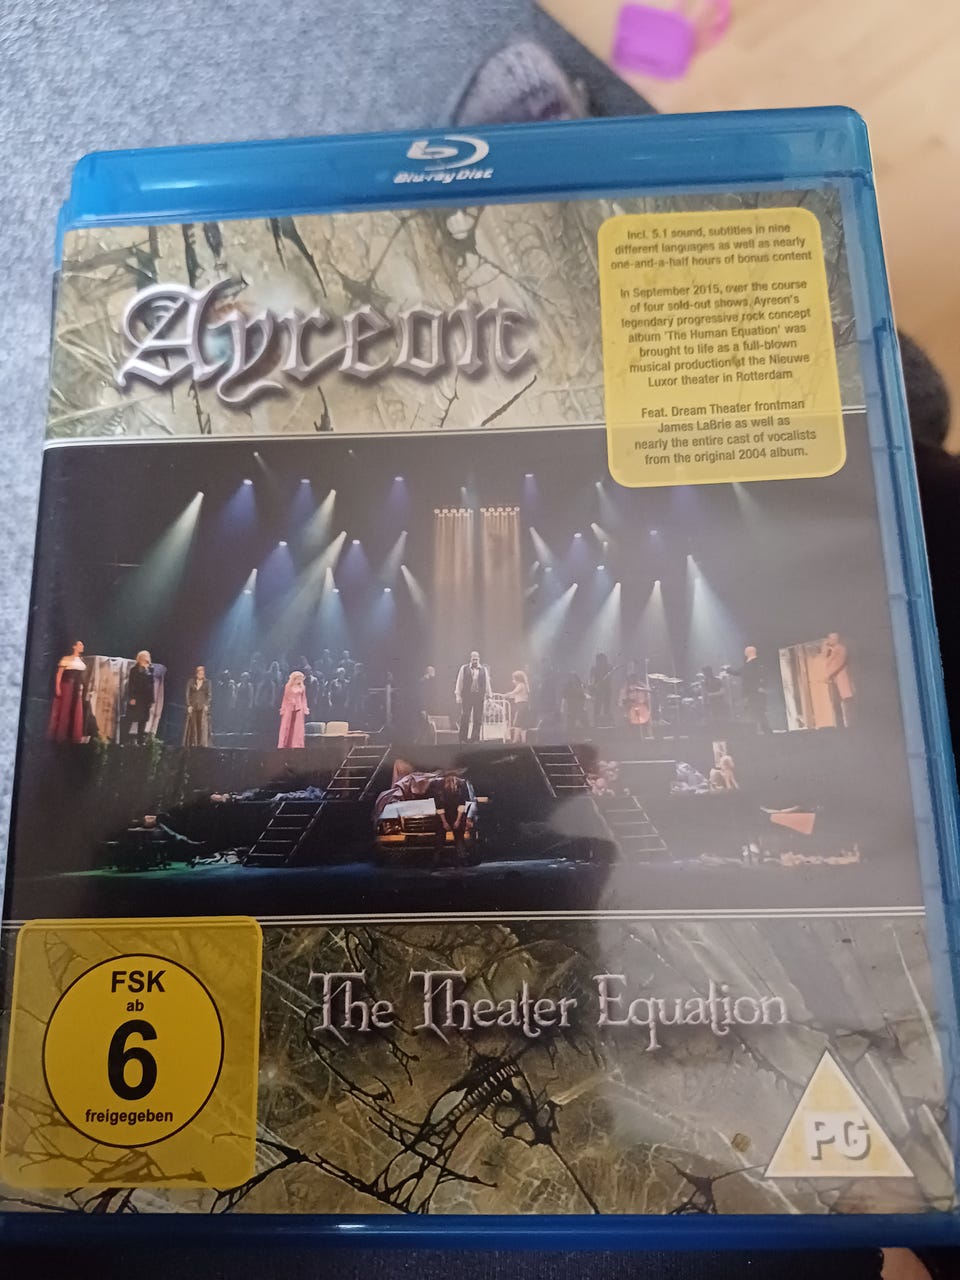 Blu-ray Disc
Ayreon
Incl. 5.1 sound, subtitles in nine
different languages as well as nearly
one-and-a-half hours of bonus content
In September 2015, over the course
of four sold-out shows, Ayreon's
legendary progressive rock concept
album 'The Human Equation' was
brought to life as a full-blown
musical production at the Nieuwe
Luxor theater in Rotterdam
Feat. Dream Theater frontman
James LaBrie as well as
nearly the entire cast of vocalists
from the original 2004 album.
FSK
ab
6
freigegeben
The Theater Equation
PG